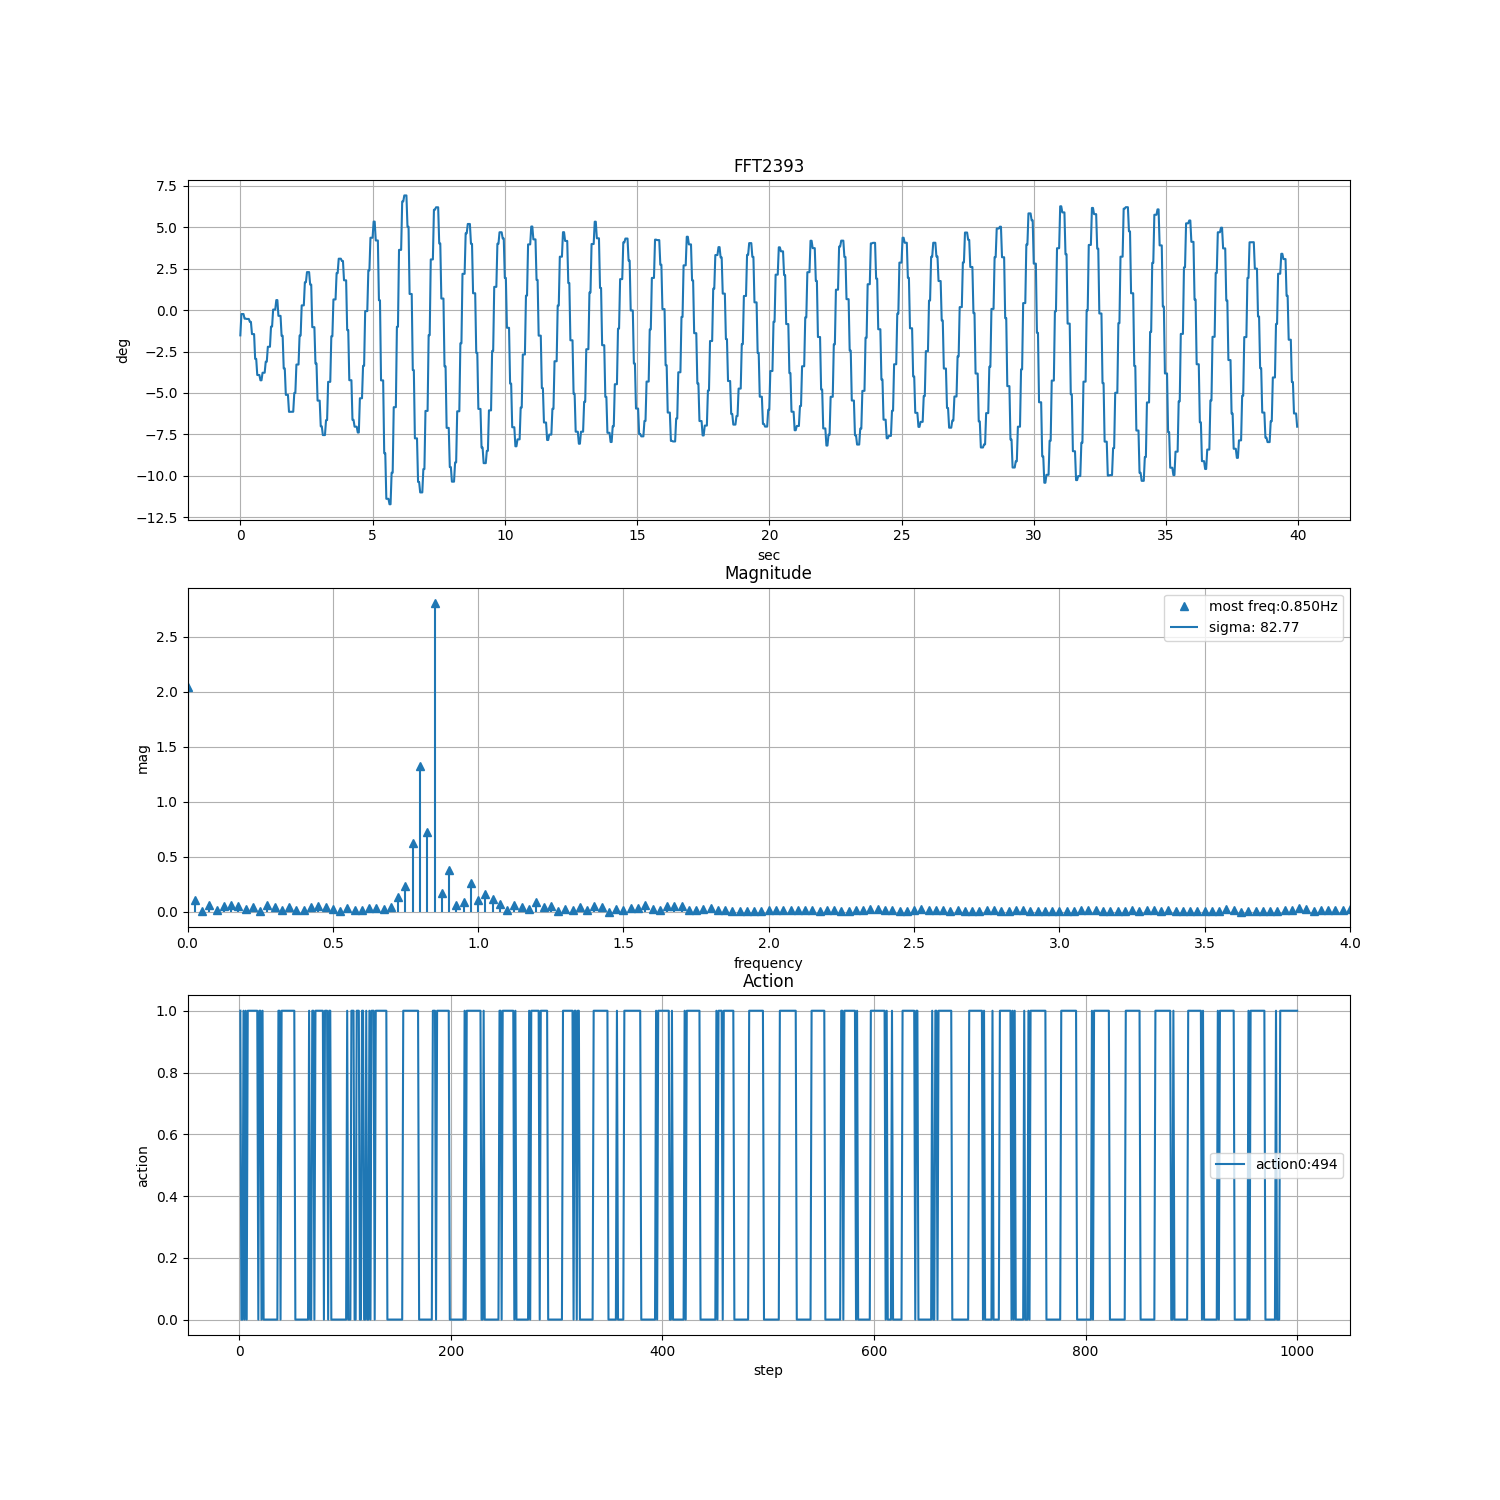 FFT2393
7.5
5.0
2.5
0.0
−2.5
−5.0
−7.5
−10.0
−12.5
deg
0 5 10 15 20 25 30 35 40
sec
Magnitude
most freq:0.850Hz
sigma: 82.77
2.5
2.0
1.5
1.0
0.5
0.0
mag
0.0 0.5 1.0 1.5 2.0 2.5 3.0 3.5 4.0
frequency
Action
1.0
0.8
0.6
0.4
0.2
0.0
action
action0:494
0 200 400 600 800 1000
step